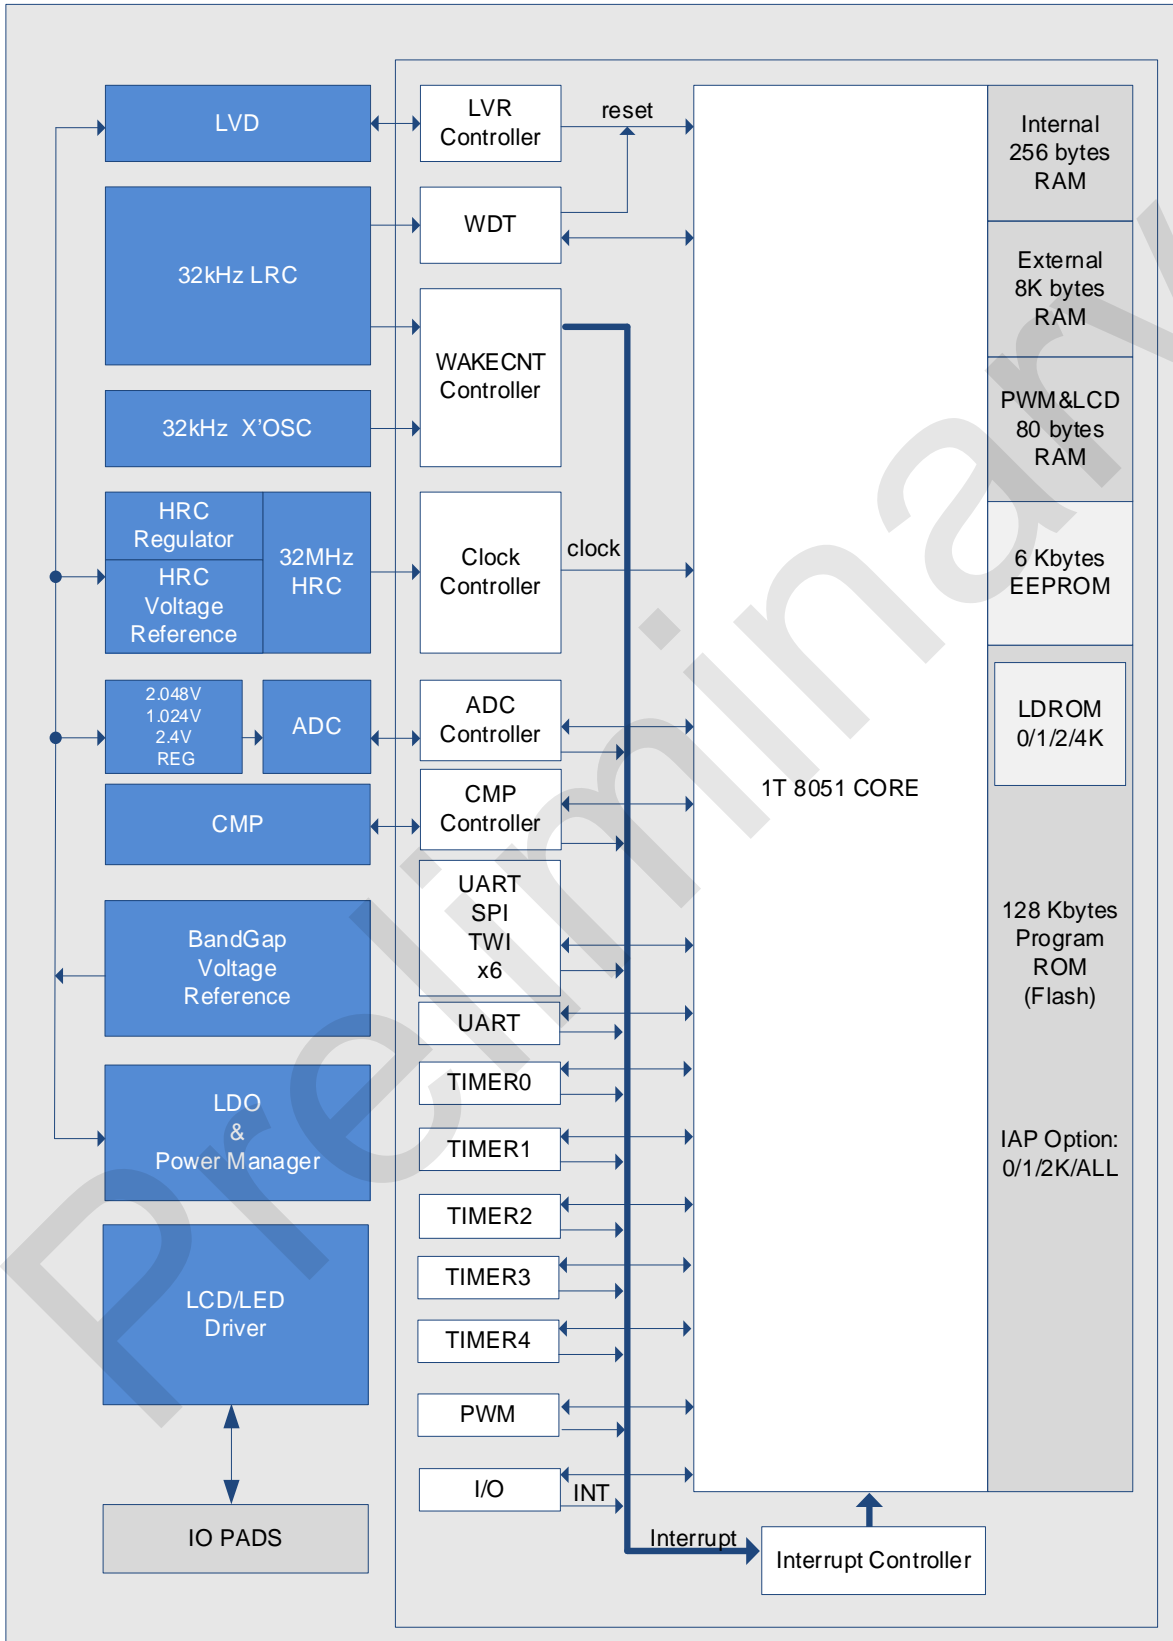 LVD
LVR
Controller
reset
Internal
256 bytes
RAM
32kHz LRC
WDT
External
8K bytes
RAM
WAKECNT
Controller
32kHz X'OSC
PWM&LCD
80 bytes
RAM
HRC
Regulator
HRC
Voltage
Reference
32MHz
HRC
Clock
Controller
clock
6 Kbytes
EEPROM
2.048V
1.024V
2.4V
REG
ADC
ADC
Controller
LDROM
0/1/2/4K
1T 8051 CORE
CMP
CMP
Controller
UART
SPI
TWI
x6
128 Kbytes
Program
ROM
(Flash)
BandGap
Voltage
Reference
UART
LDO
&
Power Manager
TIMER0
TIMER1
IAP Option:
0/1/2K/ALL
TIMER2
TIMER3
LCD/LED
Driver
TIMER4
PWM
I/O
INT
IO PADS
Interrupt
Interrupt Controller
Preliminary